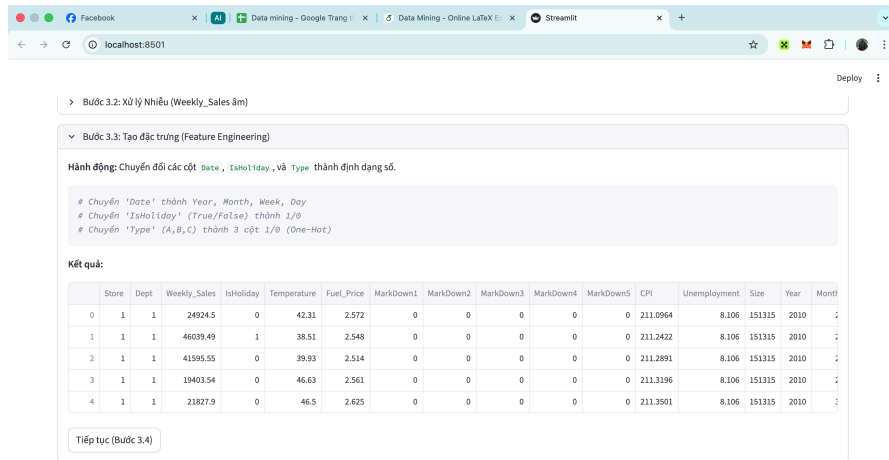 Facebook
AI
Data mining - Google Trang t
Data Mining - Online LaTeX E
Streamlit
localhost:8501
Deploy
Bước 3.2: Xử lý Nhiễu (Weekly_Sales âm)
Bước 3.3: Tạo đặc trưng (Feature Engineering)
Hành động: Chuyển đổi các cột Date, IsHoliday, và Type thành định dạng số.
# Chuyển 'Date' thành Year, Month, Week, Day
# Chuyển 'IsHoliday' (True/False) thành 1/0
# Chuyển 'Type' (A,B,C) thành 3 cột 1/0 (One-Hot)
Kết quả:
Store Dept Weekly_Sales IsHoliday Temperature Fuel_Price MarkDown1 MarkDown2 MarkDown3 MarkDown4 MarkDown5 CPI Unemployment Size Year Month
0 1 1 24924.5 0 42.31 2.572 0 0 0 0 0 211.0964 8.106 151315 2010 2
1 1 1 46039.49 1 38.51 2.548 0 0 0 0 0 211.2422 8.106 151315 2010 2
2 1 1 41595.55 0 39.93 2.514 0 0 0 0 0 211.2891 8.106 151315 2010 2
3 1 1 19403.54 0 46.63 2.561 0 0 0 0 0 211.3196 8.106 151315 2010 2
4 1 1 21827.9 0 46.5 2.625 0 0 0 0 0 211.3501 8.106 151315 2010 3
Tiếp tục (Bước 3.4)